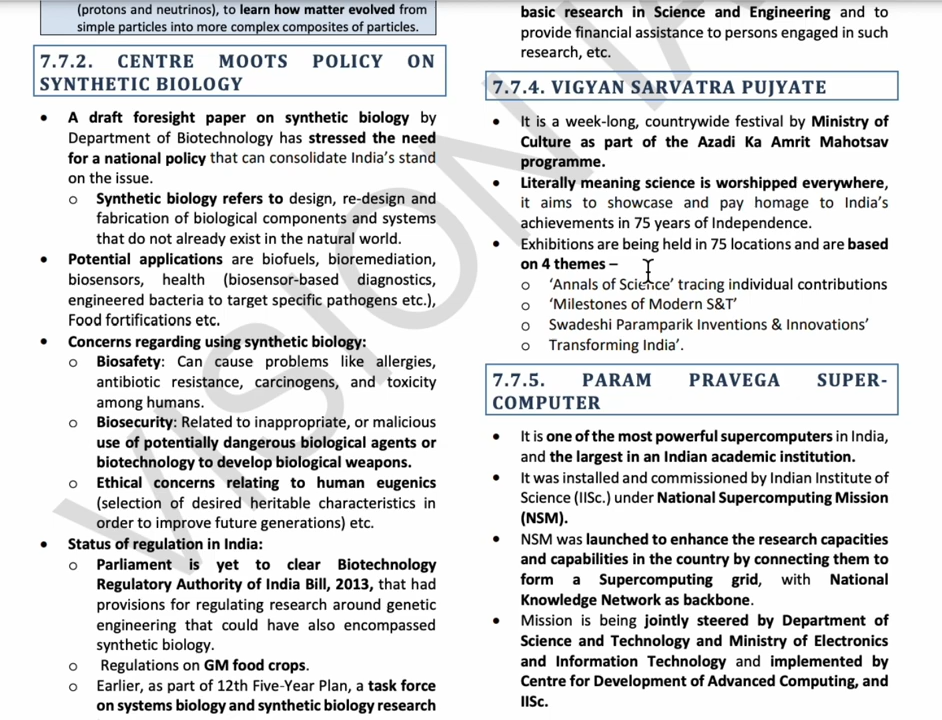 (protons and neutrinos), to learn how matter evolved from
simple particles into more complex composites of particles.
7.7.2. CENTRE MOOTS POLICY ON
SYNTHETIC BIOLOGY
• A draft foresight paper on synthetic biology by
Department of Biotechnology has stressed the need
for a national policy that can consolidate India's stand
on the issue.
o Synthetic biology refers to design, re-design and
fabrication of biological components and systems
that do not already exist in the natural world.
• Potential applications are biofuels, bioremediation,
biosensors, health (biosensor-based diagnostics,
engineered bacteria to target specific pathogens etc.),
Food fortifications etc.
• Concerns regarding using synthetic biology:
o Biosafety: Can cause problems like allergies,
antibiotic resistance, carcinogens, and toxicity
among humans.
o Biosecurity: Related to inappropriate, or malicious
use of potentially dangerous biological agents or
biotechnology to develop biological weapons.
o Ethical concerns relating to human eugenics
(selection of desired heritable characteristics in
order to improve future generations) etc.
• Status of regulation in India:
o Parliament is yet to clear Biotechnology
Regulatory Authority of India Bill, 2013, that had
provisions for regulating research around genetic
engineering that could have also encompassed
synthetic biology.
o Regulations on GM food crops.
o Earlier, as part of 12th Five-Year Plan, a task force
on systems biology and synthetic biology research
basic research in Science and Engineering and to
provide financial assistance to persons engaged in such
research, etc.
7.7.4. VIGYAN SARVATRA PUJYATE
• It is a week-long, countrywide festival by Ministry of
Culture as part of the Azadi Ka Amrit Mahotsav
programme.
• Literally meaning science is worshipped everywhere,
it aims to showcase and pay homage to India's
achievements in 75 years of Independence.
• Exhibitions are being held in 75 locations and are based
on 4 themes –
o 'Annals of Science' tracing individual contributions
o 'Milestones of Modern S&T'
o Swadeshi Paramparik Inventions & Innovations'
o Transforming India'.
7.7.5. PARAM PRAVEGA SUPER-
COMPUTER
• It is one of the most powerful supercomputers in India,
and the largest in an Indian academic institution.
• It was installed and commissioned by Indian Institute of
Science (IISc.) under National Supercomputing Mission
(NSM).
• NSM was launched to enhance the research capacities
and capabilities in the country by connecting them to
form a Supercomputing grid, with National
Knowledge Network as backbone.
• Mission is being jointly steered by Department of
Science and Technology and Ministry of Electronics
and Information Technology and implemented by
Centre for Development of Advanced Computing, and
IISc.
VISION IA